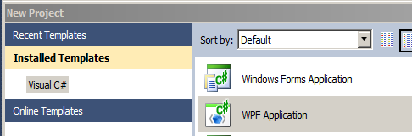 New Project
Recent Templates
Installed Templates
Visual C#
Online Templates
Sort by: Default
Windows Forms Application
WPF Application